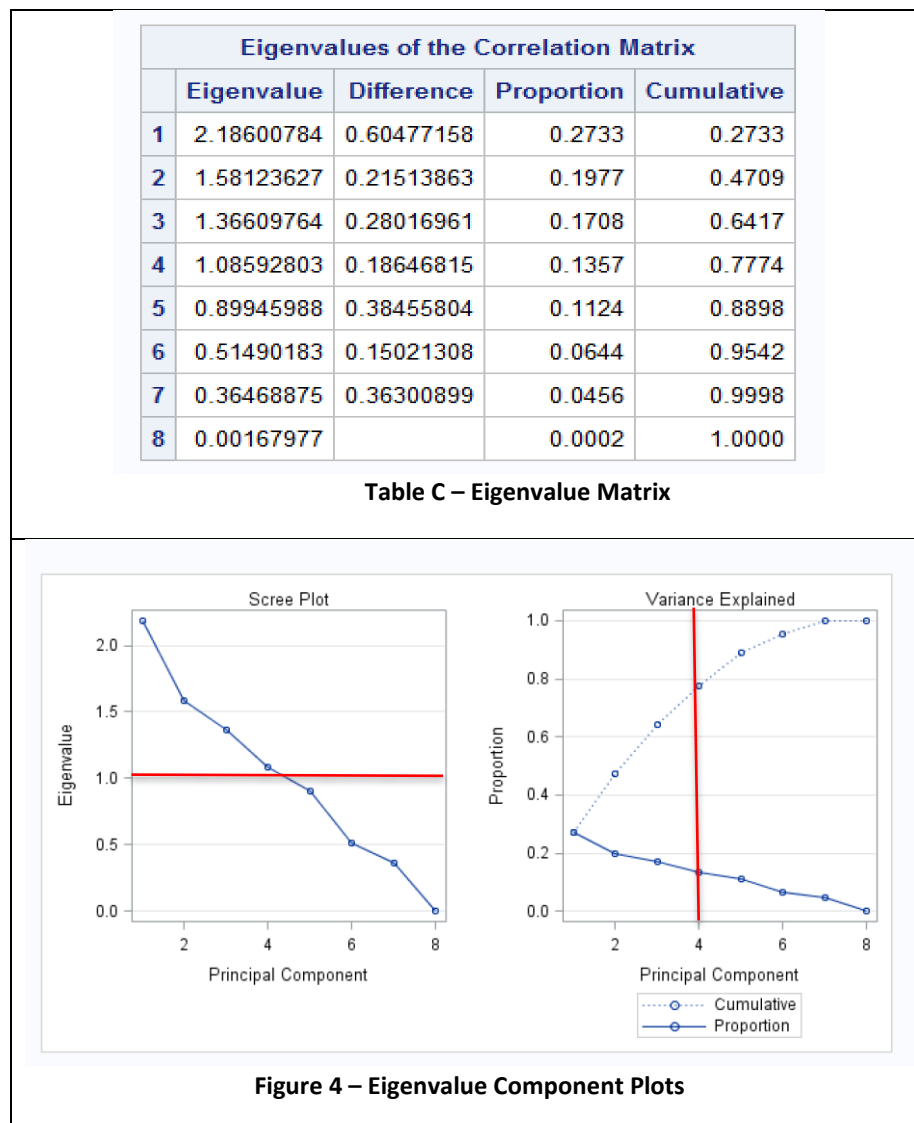 Eigenvalues of the Correlation Matrix
Eigenvalue Difference Proportion Cumulative
1 2.18600784 0.60477158 0.2733 0.2733
2 1.58123627 0.21513863 0.1977 0.4709
3 1.36609764 0.28016961 0.1708 0.6417
4 1.08592803 0.18646815 0.1357 0.7774
5 0.89945988 0.38455804 0.1124 0.8898
6 0.51490183 0.15021308 0.0644 0.9542
7 0.36468875 0.36300899 0.0456 0.9998
8 0.00167977 0.0002 1.0000
Table C – Eigenvalue Matrix
Scree Plot
2.0
1.5
1.0
0.5
0.0
Eigenvalue
2 4 6 8
Principal Component
Variance Explained
1.0
0.8
0.6
0.4
0.2
0.0
Proportion
2 4 6 8
Principal Component
Cumulative
Proportion
Figure 4 – Eigenvalue Component Plots